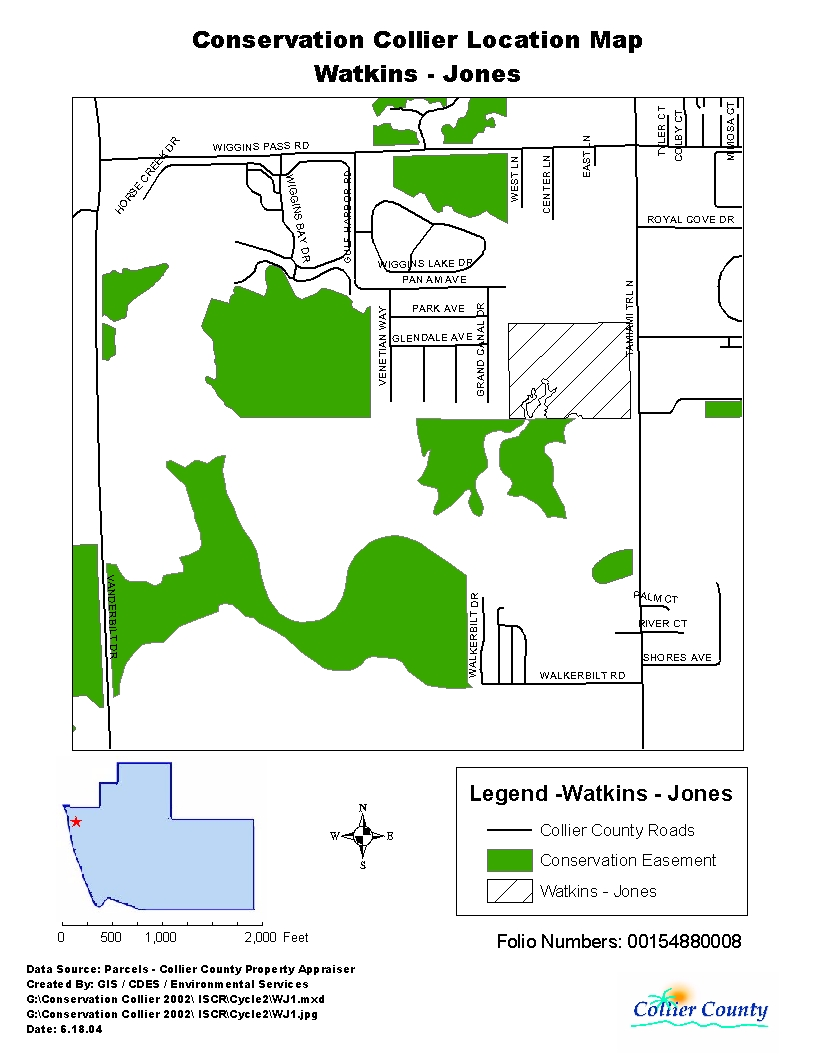 Conservation Collier Location Map
Watkins - Jones
WIGGINS PASS RD
HORSE CREEK DR
WIGGINS BAY DR
GULF HARBOR RD
WEST LN
CENTER LN
EAST LN
TYLER CT
COLBY CT
MIMOSA CT
ROYAL COVE DR
WIGGINS LAKE DR
PAN AM AVE
PARK AVE
GLENDALE AVE
VENETIAN WAY
GRAND CANAL DR
TAMIAMI TRL N
VANDERBILT DR
WALKERBILT DR
PALM CT
RIVER CT
SHORES AVE
WALKERBILT RD
N
W E
S
0 500 1,000 2,000 Feet
Legend -Watkins - Jones
Collier County Roads
Conservation Easement
Watkins - Jones
Folio Numbers: 00154880008
Data Source: Parcels - Collier County Property Appraiser
Created By: GIS / CDES / Environmental Services
G:\Conservation Collier 2002\ ISCR\Cycle2\WJ1.mxd
G:\Conservation Collier 2002\ ISCR\Cycle2\WJ1.jpg
Date: 6.18.04
Collier County